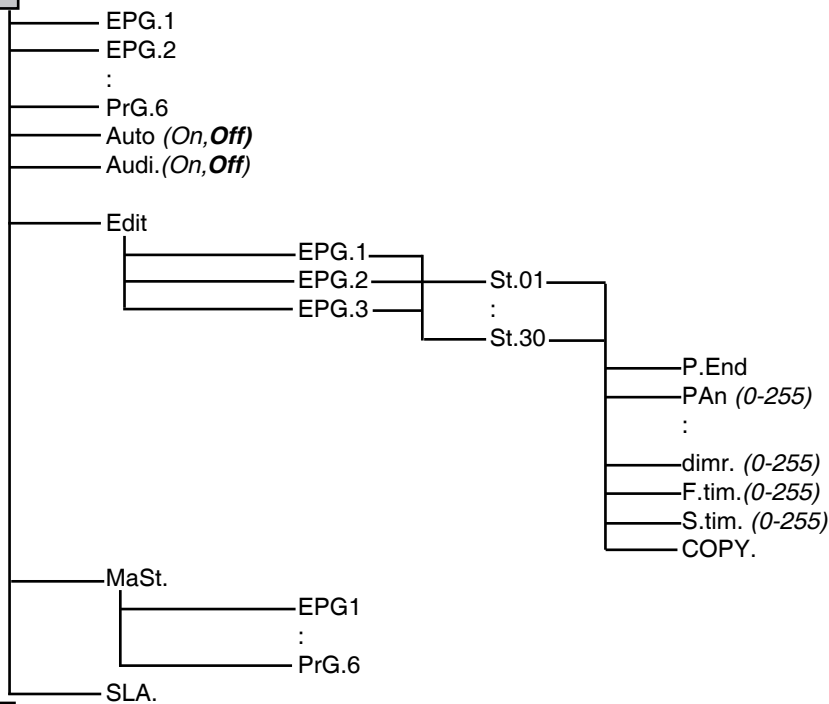 EPG.1
EPG.2
:
PrG.6
Auto (On,Off)
Audi.(On,Off)
Edit
EPG.1
EPG.2
EPG.3
St.01
:
St.30
P.End
PAn (0-255)
:
dimr. (0-255)
F.tim.(0-255)
S.tim. (0-255)
COPY.
MaSt.
EPG1
:
PrG.6
SLA.